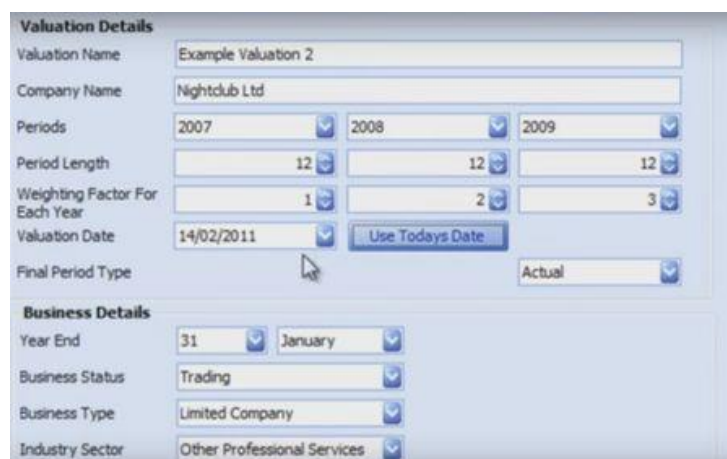 Valuation Details
Valuation Name Example Valuation 2
Company Name Nightclub Ltd
Periods 2007 2008 2009
Period Length 12 12 12
Weighting Factor For
Each Year 1 2 3
Valuation Date 14/02/2011 Use Todays Date
Final Period Type Actual
Business Details
Year End 31 January
Business Status Trading
Business Type Limited Company
Industry Sector Other Professional Services